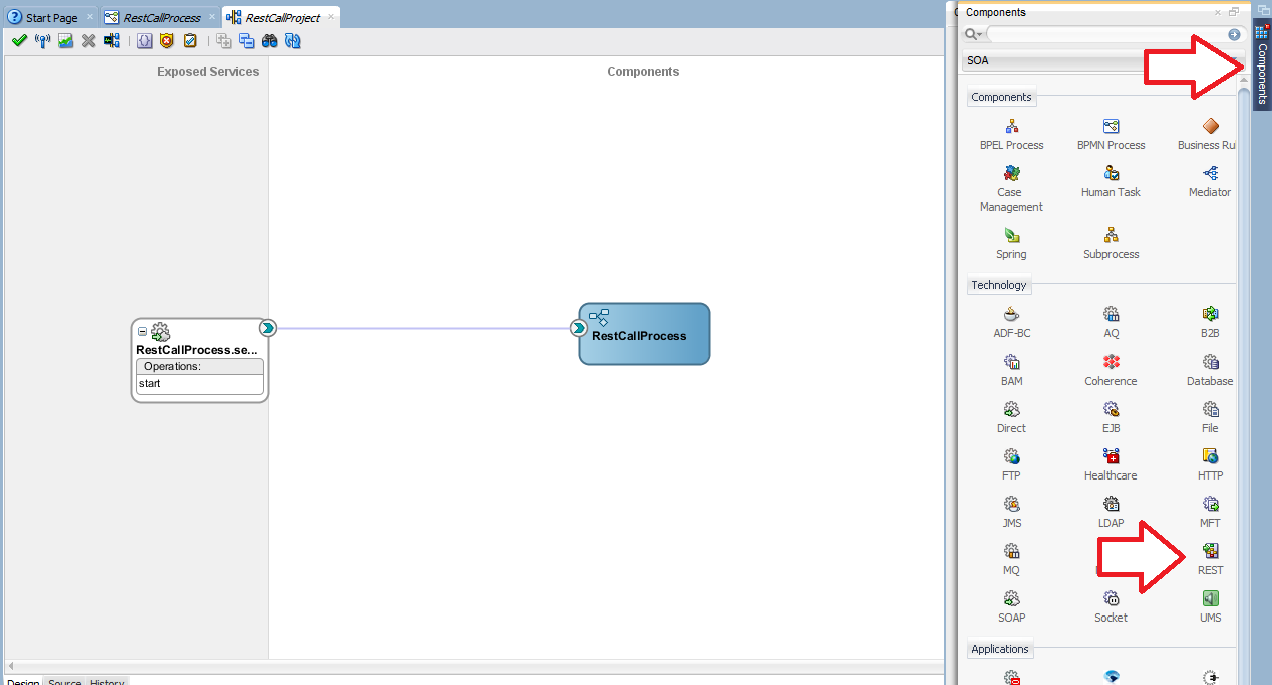 Start Page
RestCallProcess
RestCallProject
Components
SOA
Exposed Services
Components
Components
Components
BPEL Process
BPMN Process
Business Ru
Case
Management
Human Task
Mediator
Spring
Subprocess
Technology
ADF-BC
AQ
B2B
BAM
Coherence
Database
Direct
EJB
File
FTP
Healthcare
HTTP
JMS
LDAP
MFT
MQ
REST
SOAP
Socket
UMS
Applications
RestCallProcess.se...
Operations:
start
RestCallProcess
Design
Source
History